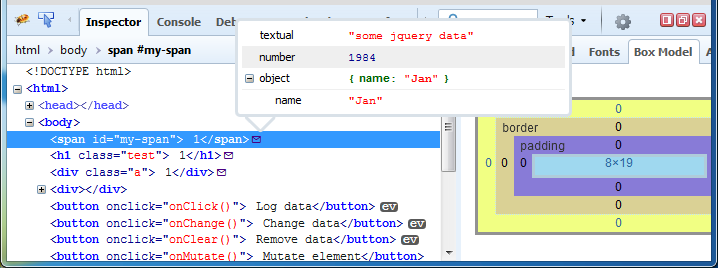 Inspector Console De
html body span #my-span
<!DOCTYPE html>
<html>
<head></head>
<body>
<span id="my-span"> 1</span>
<h1 class="test"> 1</h1>
<div class="a"> 1</div>
<div></div>
<button onclick="onClick()"> Log data</button> ev
<button onclick="onChange()"> Change data</button> ev
<button onclick="onClear()"> Remove data</button> ev
<button onclick="onMutate()"> Mutate element</button>
textual "some jquery data"
number 1984
object { name: "Jan" }
name "Jan"
Fonts Box Model
0
border 0
padding 0
0 0 0 8×19
0
0
0